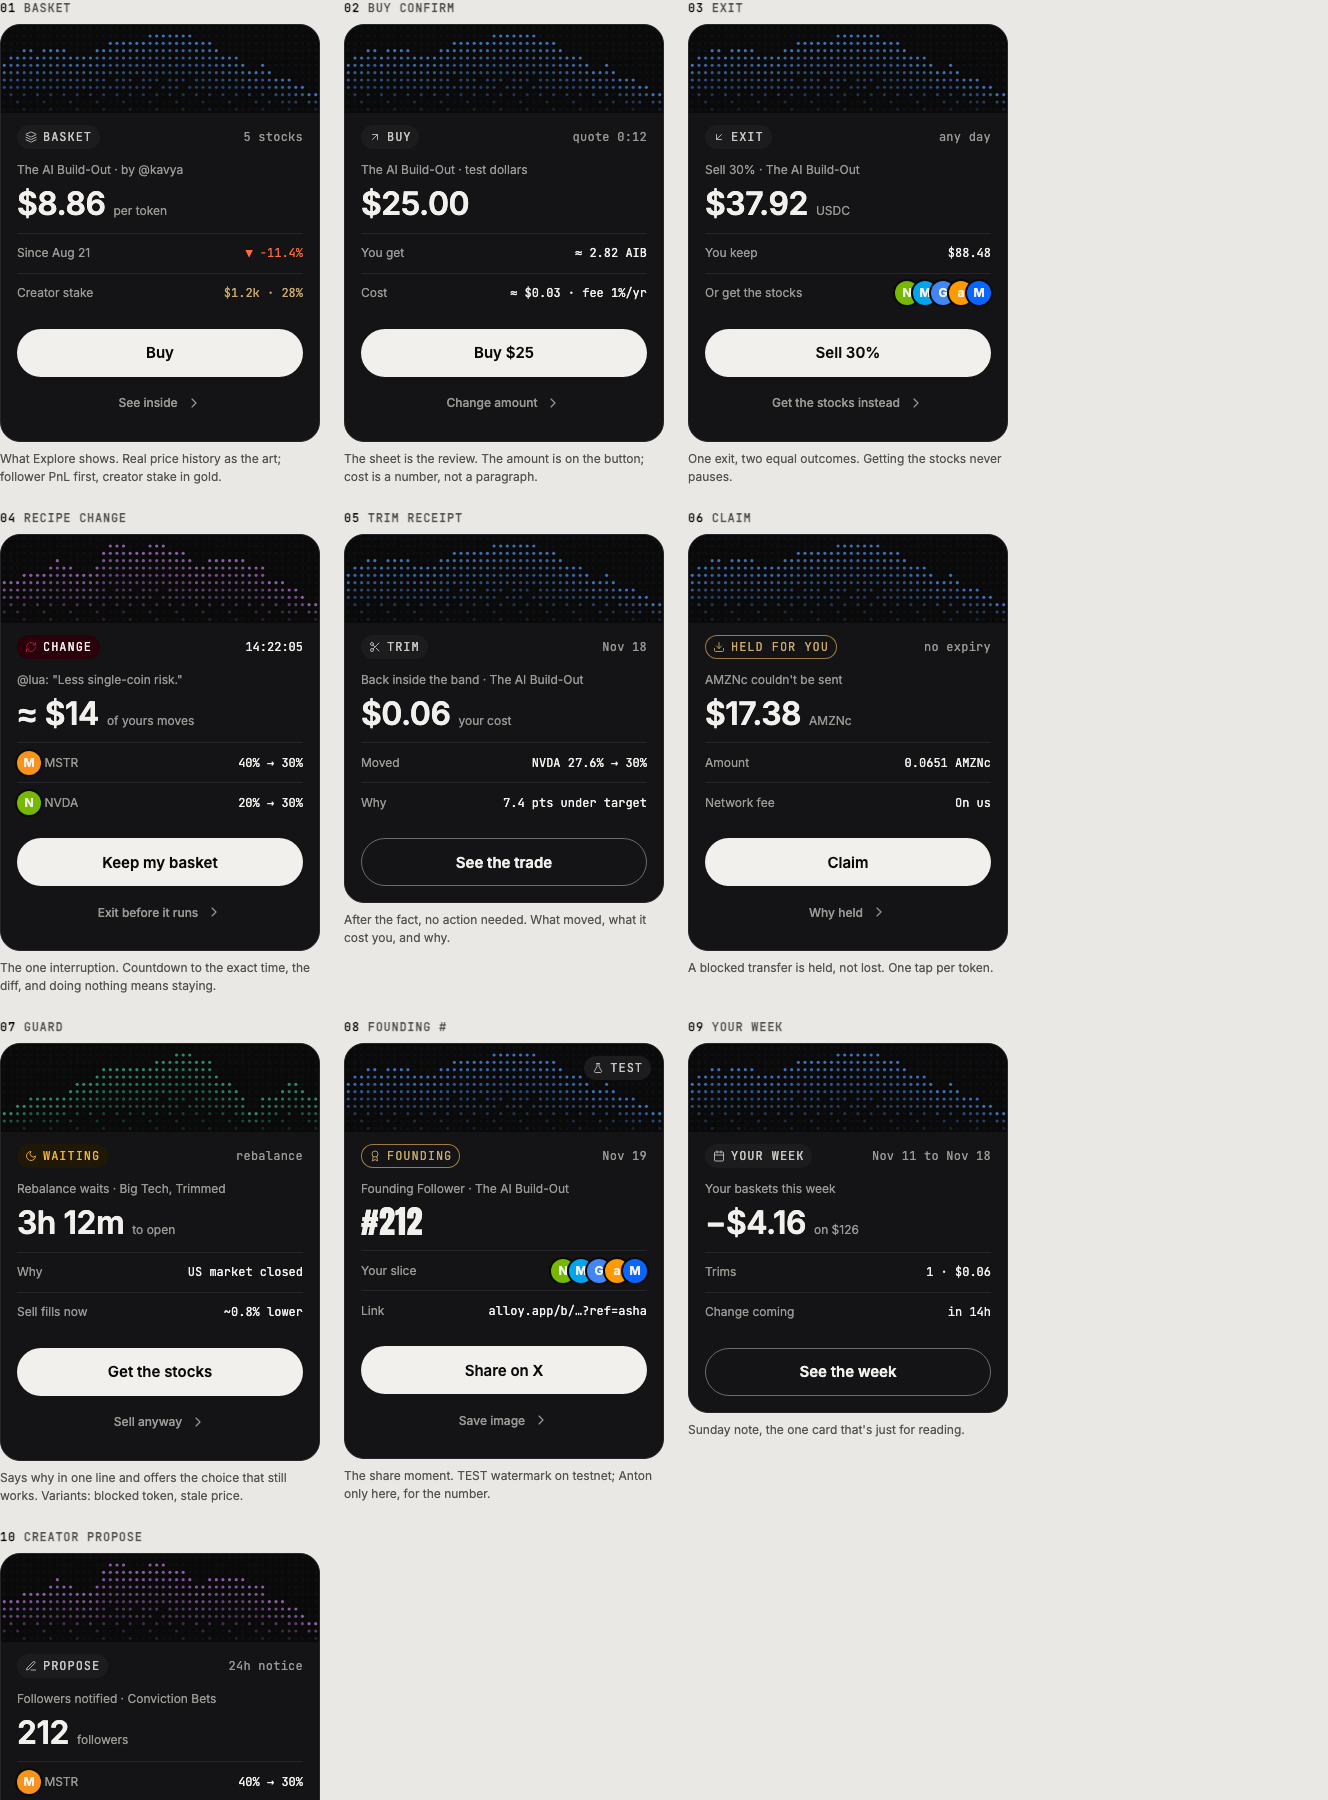 01 BASKET
BASKET
5 stocks
The AI Build-Out · by @kavya
$8.86 per token
Since Aug 21
▼ -11.4%
Creator stake
$1.2k · 28%
Buy
See inside
What Explore shows. Real price history as the art;
follower PnL first, creator stake in gold.
02 BUY CONFIRM
BUY
quote 0:12
The AI Build-Out · test dollars
$25.00
You get
≈ 2.82 AIB
Cost
≈ $0.03 · fee 1%/yr
Buy $25
Change amount
The sheet is the review. The amount is on the button;
cost is a number, not a paragraph.
03 EXIT
EXIT
any day
Sell 30% · The AI Build-Out
$37.92 USDC
You keep
$88.48
Or get the stocks
N M G a M
Sell 30%
Get the stocks instead
One exit, two equal outcomes. Getting the stocks never
pauses.
04 RECIPE CHANGE
CHANGE
14:22:05
@lua: "Less single-coin risk."
≈ $14 of yours moves
M MSTR
40% → 30%
N NVDA
20% → 30%
Keep my basket
Exit before it runs
The one interruption. Countdown to the exact time, the
diff, and doing nothing means staying.
05 TRIM RECEIPT
TRIM
Nov 18
Back inside the band · The AI Build-Out
$0.06 your cost
Moved
NVDA 27.6% → 30%
Why
7.4 pts under target
See the trade
After the fact, no action needed. What moved, what it
cost you, and why.
06 CLAIM
HELD FOR YOU
no expiry
AMZNc couldn't be sent
$17.38 AMZNc
Amount
0.0651 AMZNc
Network fee
On us
Claim
Why held
A blocked transfer is held, not lost. One tap per token.
07 GUARD
WAITING
rebalance
Rebalance waits · Big Tech, Trimmed
3h 12m to open
Why
US market closed
Sell fills now
~0.8% lower
Get the stocks
Sell anyway
Says why in one line and offers the choice that still
works. Variants: blocked token, stale price.
08 FOUNDING #
TEST
FOUNDING
Nov 19
Founding Follower · The AI Build-Out
#212
Your slice
N M G a M
Link
alloy.app/b/…?ref=asha
Share on X
Save image
The share moment. TEST watermark on testnet; Anton
only here, for the number.
09 YOUR WEEK
YOUR WEEK
Nov 11 to Nov 18
Your baskets this week
−$4.16 on $126
Trims
1 · $0.06
Change coming
in 14h
See the week
Sunday note, the one card that's just for reading.
10 CREATOR PROPOSE
PROPOSE
24h notice
Followers notified · Conviction Bets
212 followers
M MSTR
40% → 30%